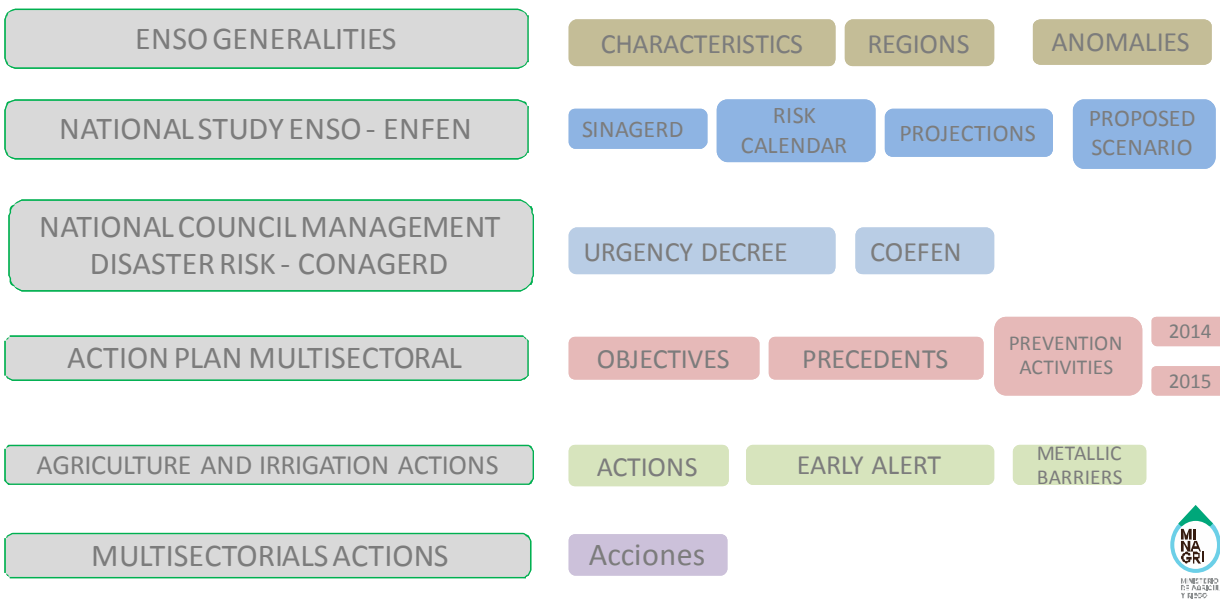 ENSO GENERALITIES
CHARACTERISTICS
REGIONS
ANOMALIES
NATIONAL STUDY ENSO - ENFEN
SINAGERD
RISK
CALENDAR
PROJECTIONS
PROPOSED
SCENARIO
NATIONAL COUNCIL MANAGEMENT
DISASTER RISK - CONAGERD
URGENCY DECREE
COEFEN
ACTION PLAN MULTISECTORAL
OBJECTIVES
PRECEDENTS
PREVENTION
ACTIVITIES
2014
2015
AGRICULTURE AND IRRIGATION ACTIONS
ACTIONS
EARLY ALERT
METALLIC
BARRIERS
MULTISECTORIALS ACTIONS
Acciones
MI
NA
GRI
MINISTERIO
Y RIEGO